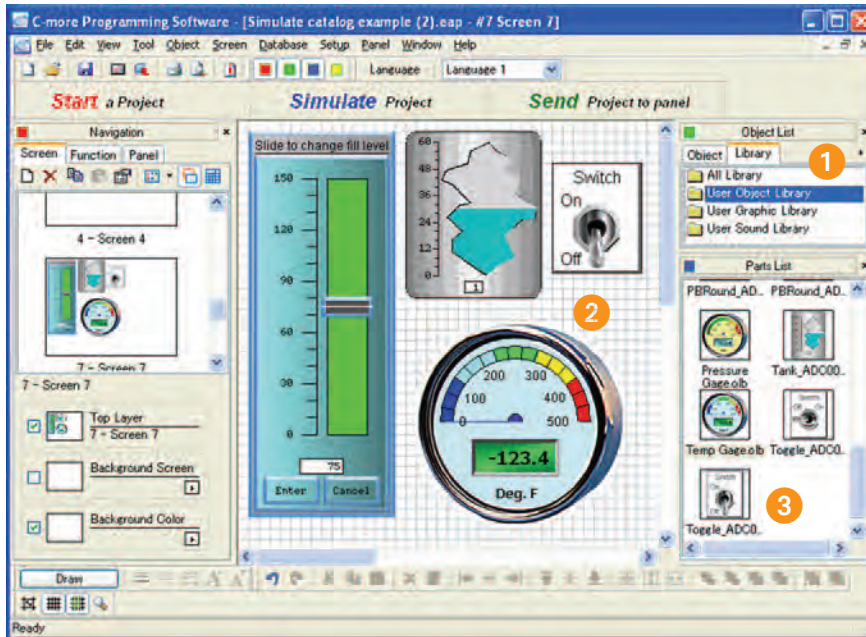 C-more Programming Software - [Simulate catalog example (2).eap - #7 Screen 7]
File Edit View Tool Object Screen Database Setup Panel Window Help
Language Language 1
Start a Project Simulate Project Send Project to panel
Navigation
Screen Function Panel
4 - Screen 4
7 - Screen 7
7 - Screen 7
Top Layer
7 - Screen 7
Background Screen
Background Color
Slide to change fill level
150
120
90
60
30
0
75
Enter Cancel
60
48
36
24
12
0
1
Switch
On
Off
2
0 100 200 300 400 500
-123.4
Deg. F
Object List
Object Library
1
All Library
User Object Library
User Graphic Library
User Sound Library
Parts List
PBRound_AD.. PBRound_AD..
Pressure Gage.olb
Tank_ADC00..
Temp Gage.olb Toggle_ADC0..
3
Toggle_ADC0..
Draw
Ready